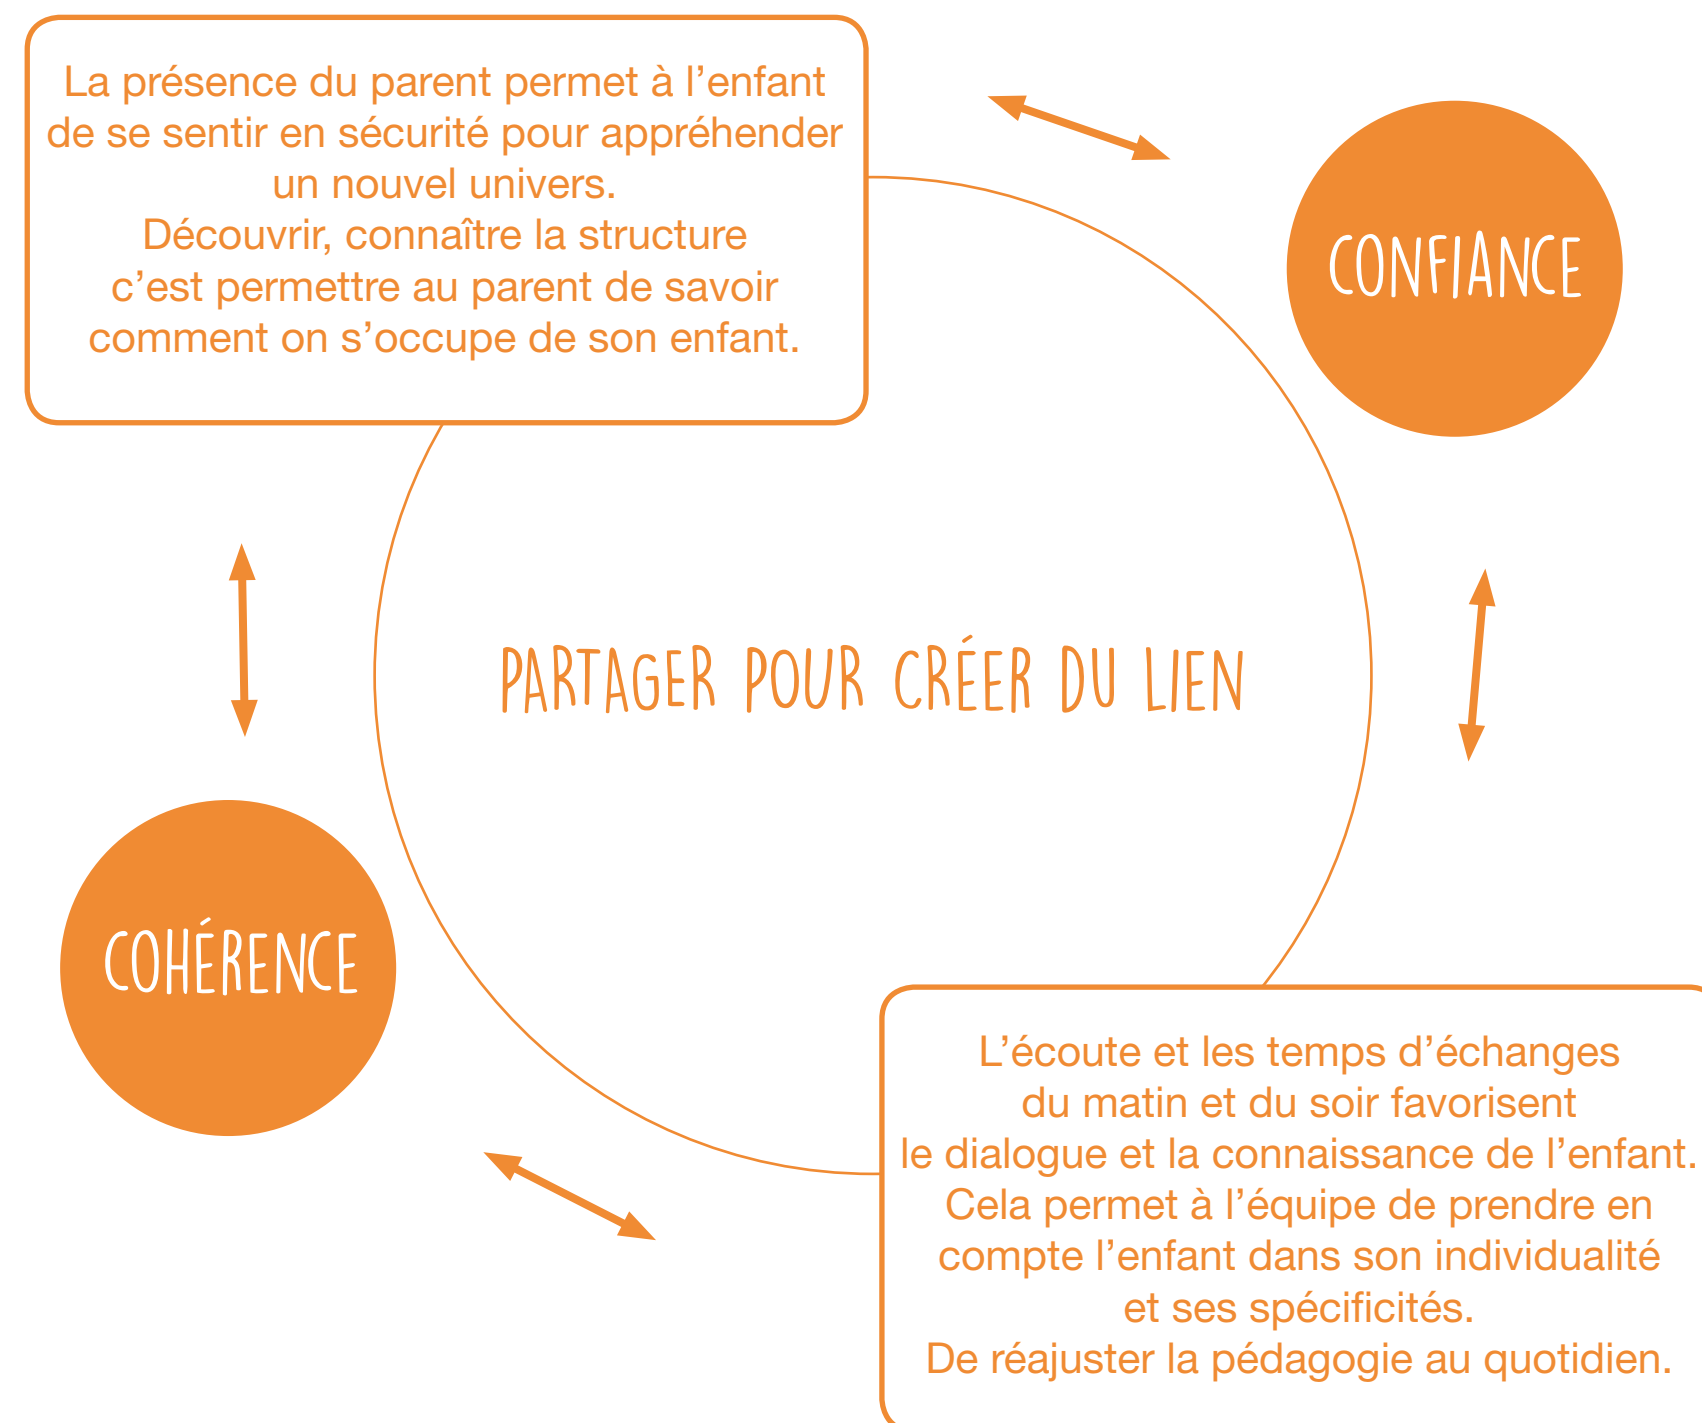 La présence du parent permet à l’enfant
de se sentir en sécurité pour appréhender
un nouvel univers.
Découvrir, connaître la structure
c’est permettre au parent de savoir
comment on s’occupe de son enfant.
CONFIANCE
PARTAGER POUR CRÉER DU LIEN
COHÉRENCE
L’écoute et les temps d’échanges
du matin et du soir favorisent
le dialogue et la connaissance de l’enfant.
Cela permet à l’équipe de prendre en
compte l’enfant dans son individualité
et ses spécificités.
De réajuster la pédagogie au quotidien.